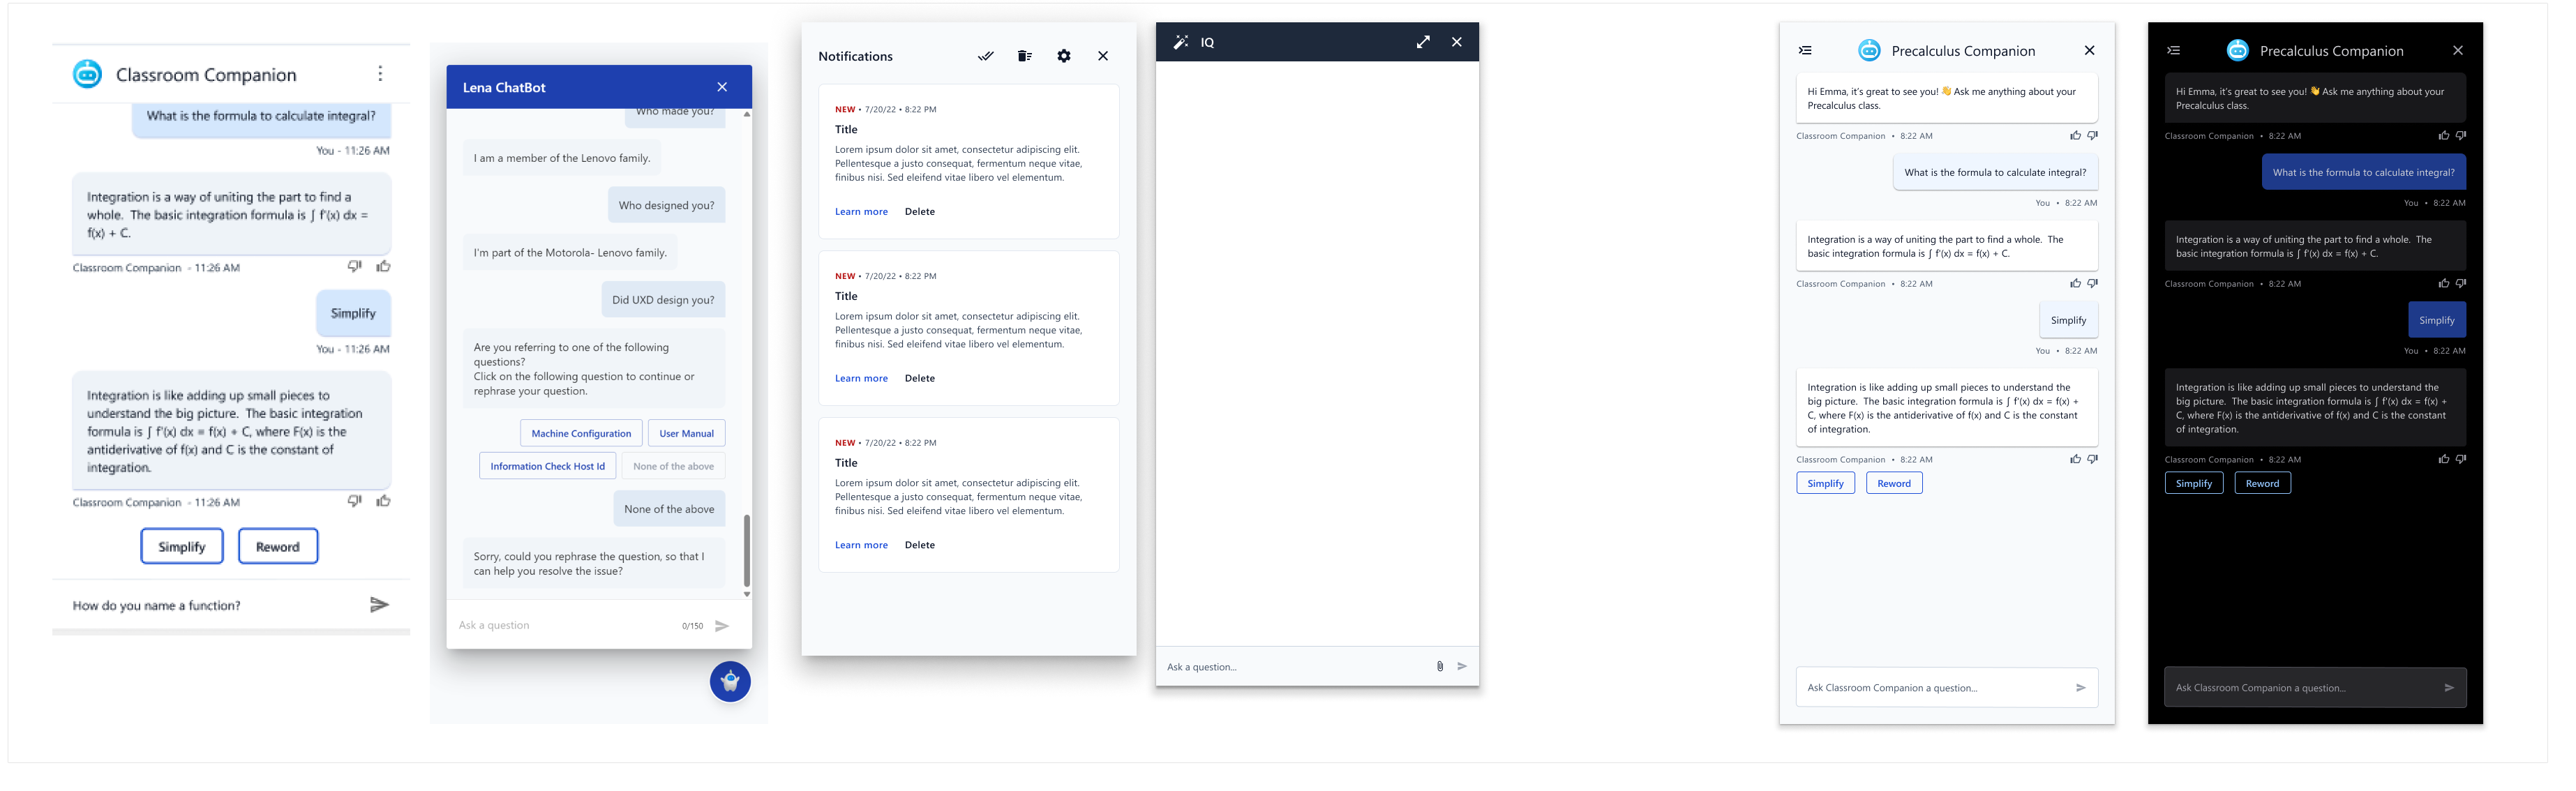 Classroom Companion
What is the formula to calculate integral?
You - 11:26 AM
Integration is a way of uniting the part to find a
whole. The basic integration formula is ∫ f'(x) dx =
f(x) + C.
Classroom Companion - 11:26 AM
Simplify
You - 11:26 AM
Integration is like adding up small pieces to
understand the big picture. The basic integration
formula is ∫ f'(x) dx = f(x) + C, where F(x) is the
antiderivative of f(x) and C is the constant of
integration.
Classroom Companion - 11:26 AM
Simplify
Reword
How do you name a function?
Lena ChatBot
Who made you?
I am a member of the Lenovo family.
Who designed you?
I'm part of the Motorola- Lenovo family.
Did UXD design you?
Are you referring to one of the following
questions?
Click on the following question to continue or
rephrase your question.
Machine Configuration
User Manual
Information Check Host Id
None of the above
None of the above
Sorry, could you rephrase the question, so that I
can help you resolve the issue?
Ask a question
0/150
Notifications
NEW • 7/20/22 • 8:22 PM
Title
Lorem ipsum dolor sit amet, consectetur adipiscing elit.
Pellentesque a justo consequat, fermentum neque vitae,
finibus nisi. Sed eleifend vitae libero vel elementum.
Learn more
Delete
NEW • 7/20/22 • 8:22 PM
Title
Lorem ipsum dolor sit amet, consectetur adipiscing elit.
Pellentesque a justo consequat, fermentum neque vitae,
finibus nisi. Sed eleifend vitae libero vel elementum.
Learn more
Delete
NEW • 7/20/22 • 8:22 PM
Title
Lorem ipsum dolor sit amet, consectetur adipiscing elit.
Pellentesque a justo consequat, fermentum neque vitae,
finibus nisi. Sed eleifend vitae libero vel elementum.
Learn more
Delete
IQ
Ask a question...
Precalculus Companion
Hi Emma, it's great to see you! 👋 Ask me anything about your
Precalculus class.
Classroom Companion • 8:22 AM
What is the formula to calculate integral?
You • 8:22 AM
Integration is a way of uniting the part to find a whole. The
basic integration formula is ∫ f'(x) dx = f(x) + C.
Classroom Companion • 8:22 AM
Simplify
You • 8:22 AM
Integration is like adding up small pieces to understand the
big picture. The basic integration formula is ∫ f'(x) dx = f(x) +
C, where F(x) is the antiderivative of f(x) and C is the constant
of integration.
Classroom Companion • 8:22 AM
Simplify
Reword
Ask Classroom Companion a question...
Precalculus Companion
Hi Emma, it's great to see you! 👋 Ask me anything about your
Precalculus class.
Classroom Companion • 8:22 AM
What is the formula to calculate integral?
You • 8:22 AM
Integration is a way of uniting the part to find a whole. The
basic integration formula is ∫ f'(x) dx = f(x) + C.
Classroom Companion • 8:22 AM
Simplify
You • 8:22 AM
Integration is like adding up small pieces to understand the
big picture. The basic integration formula is ∫ f'(x) dx = f(x) +
C, where F(x) is the antiderivative of f(x) and C is the constant
of integration.
Classroom Companion • 8:22 AM
Simplify
Reword
Ask Classroom Companion a question...